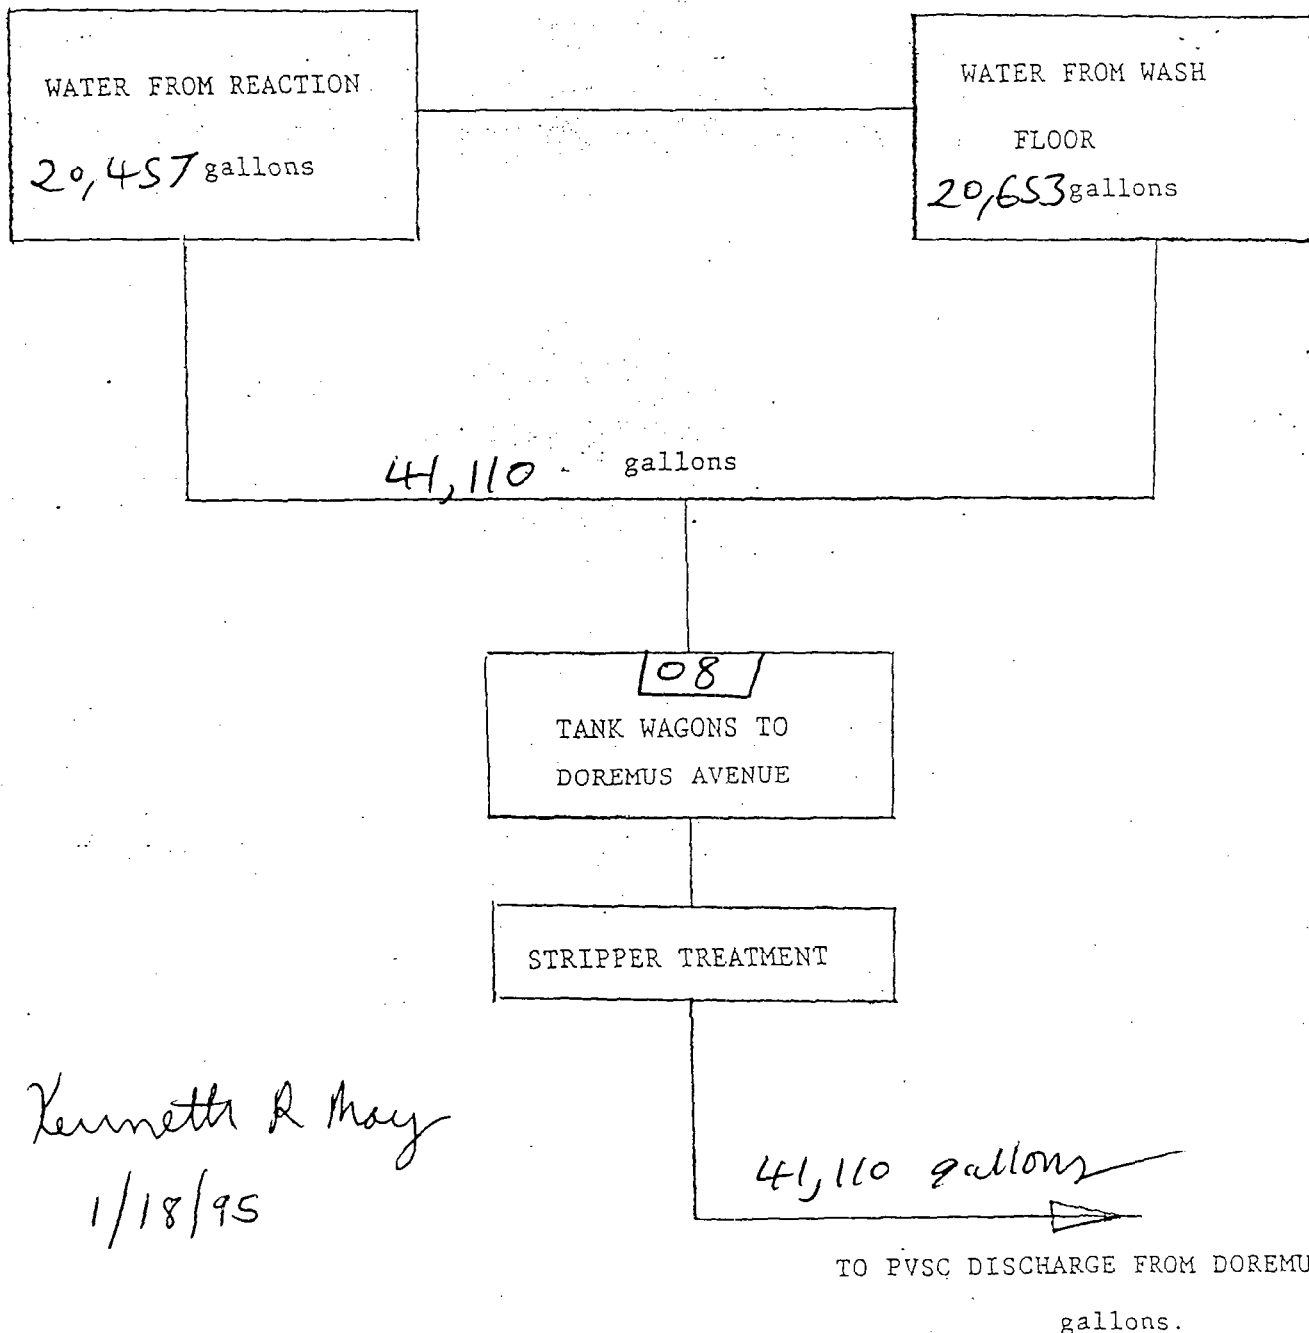 WATER FROM REACTION
20,457 gallons
WATER FROM WASH
FLOOR
20,653 gallons
41,110 gallons
08
TANK WAGONS TO
DOREMUS AVENUE
STRIPPER TREATMENT
Kenneth R May
1/18/95
41,110 gallons
TO PVSC DISCHARGE FROM DOREMU
gallons.